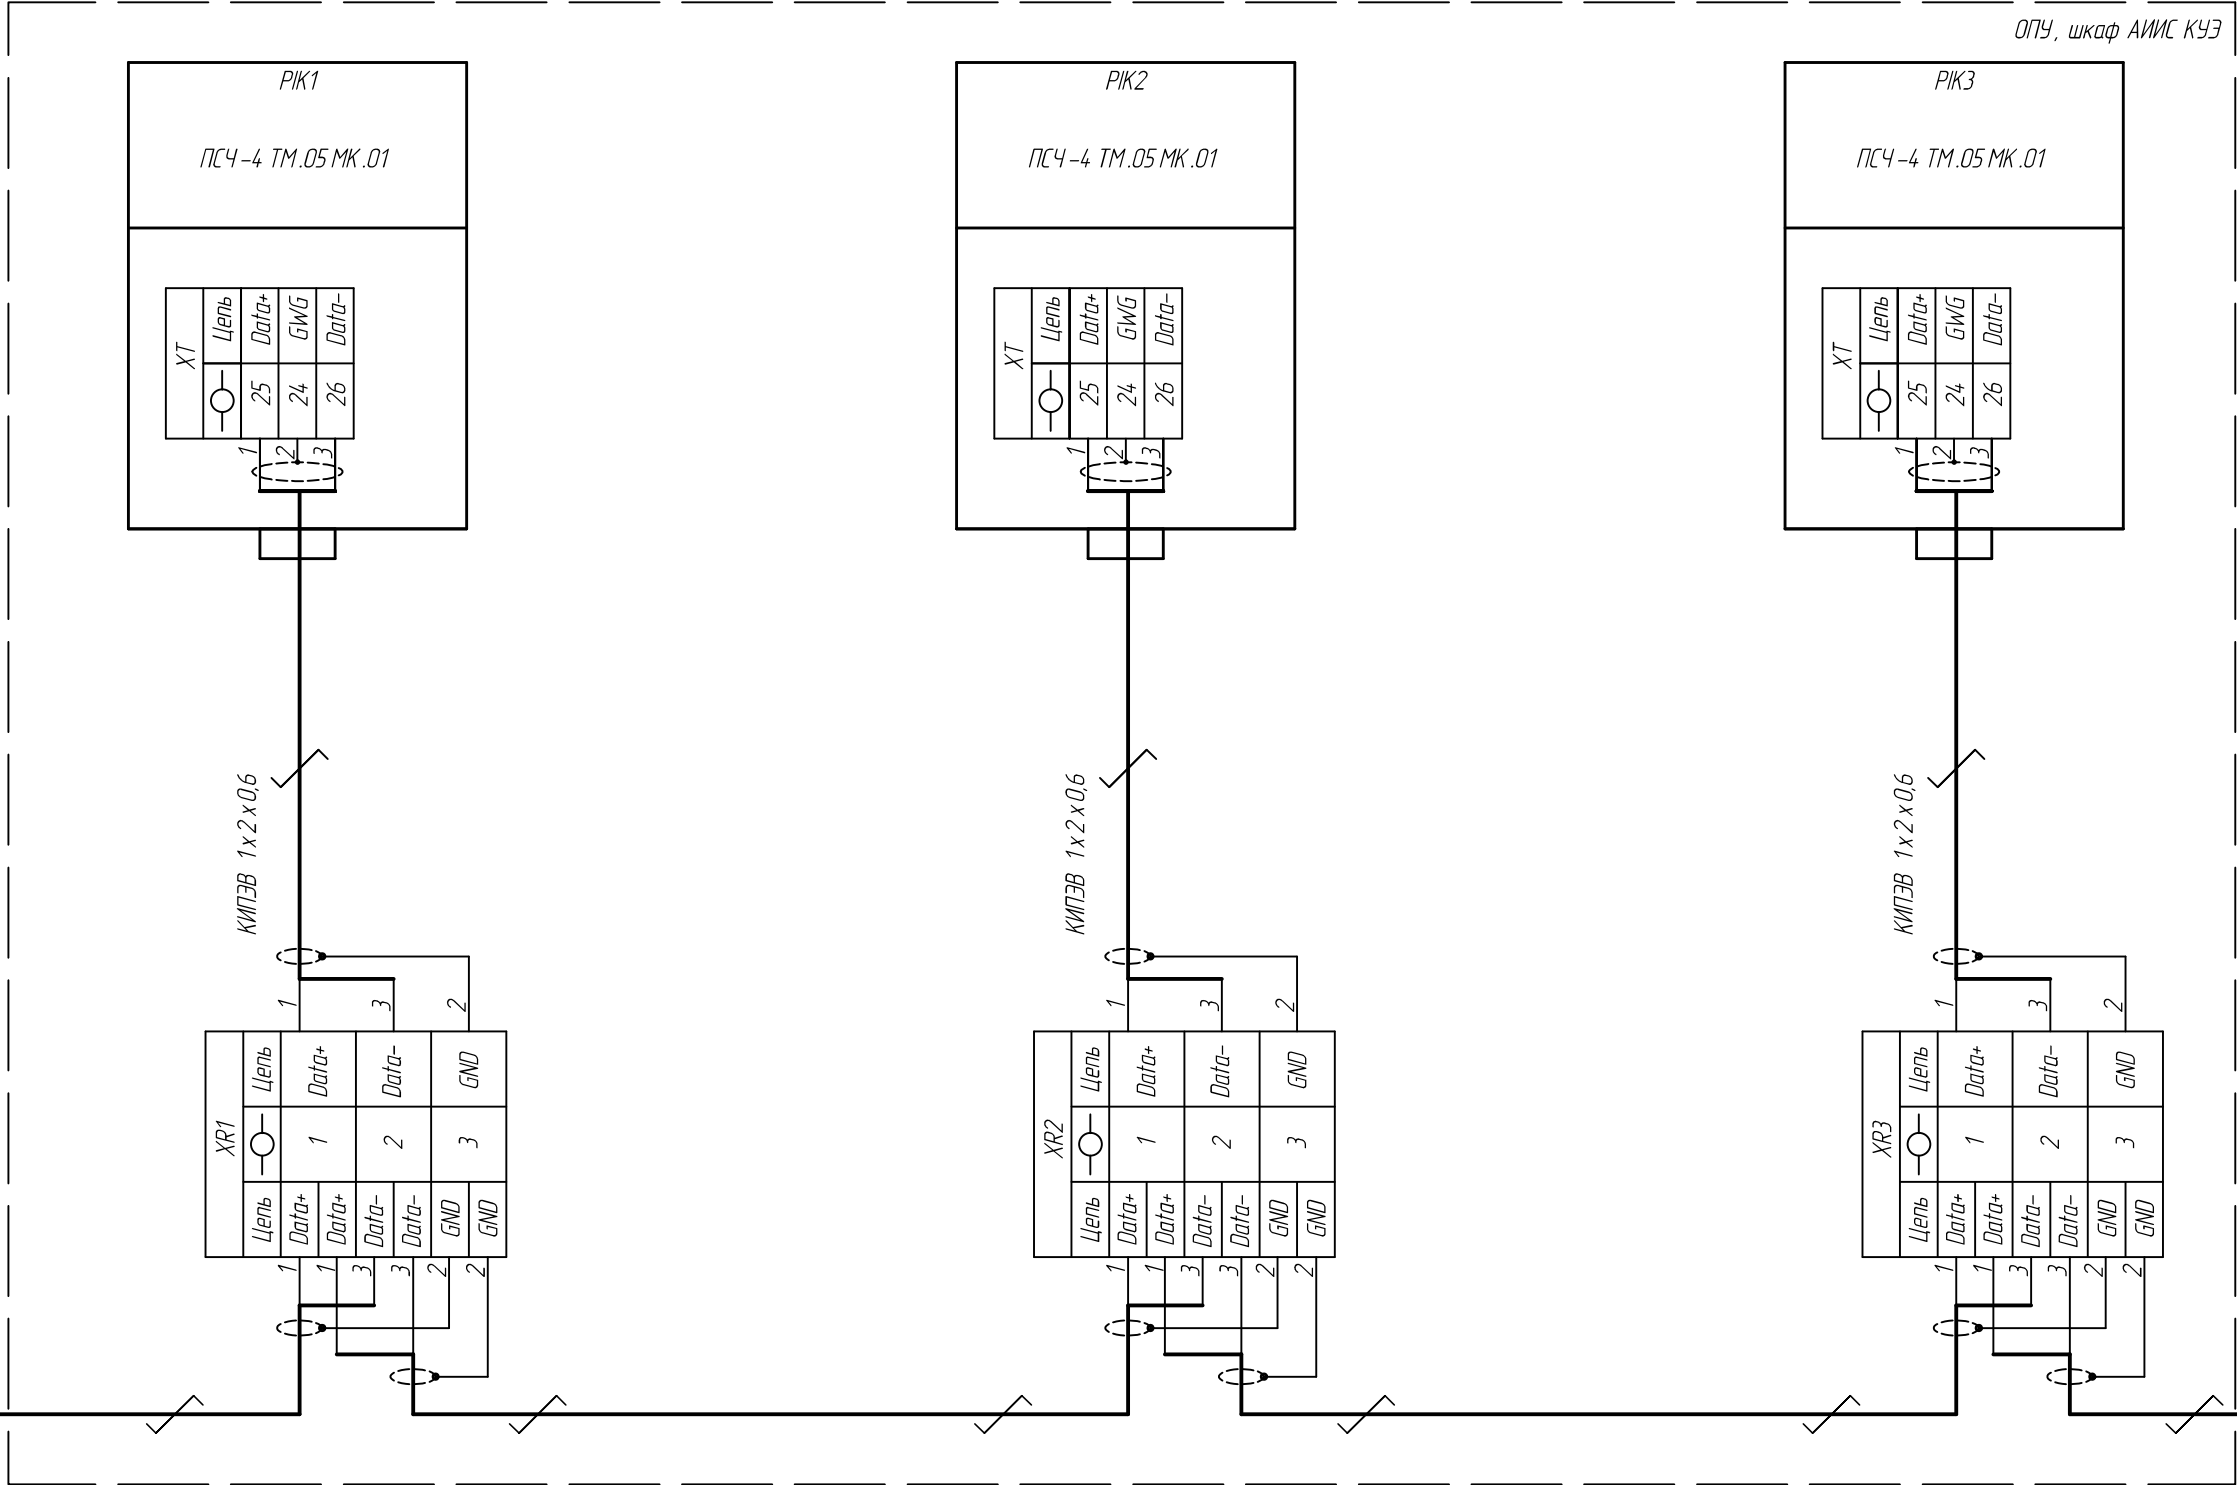 ОПУ, шкаф АИИС КУЭ
PIK1
ПСЧ-4 ТМ.05 МК.01
XT
Цепь
Data+
GWG
Data-
25
24
26
1
2
3
КИПЭВ 1x2x0,6
1
3
2
XR1
Цепь
Data+
Data-
GND
1
2
3
Цепь
Data+
Data+
Data-
Data-
GND
GND
1
1
3
3
2
2
PIK2
ПСЧ-4 ТМ.05 МК.01
XT
Цепь
Data+
GWG
Data-
25
24
26
1
2
3
КИПЭВ 1x2x0,6
1
3
2
XR2
Цепь
Data+
Data-
GND
1
2
3
Цепь
Data+
Data+
Data-
Data-
GND
GND
1
1
3
3
2
2
PIK3
ПСЧ-4 ТМ.05 МК.01
XT
Цепь
Data+
GWG
Data-
25
24
26
1
2
3
КИПЭВ 1x2x0,6
1
3
2
XR3
Цепь
Data+
Data-
GND
1
2
3
Цепь
Data+
Data+
Data-
Data-
GND
GND
1
1
3
3
2
2